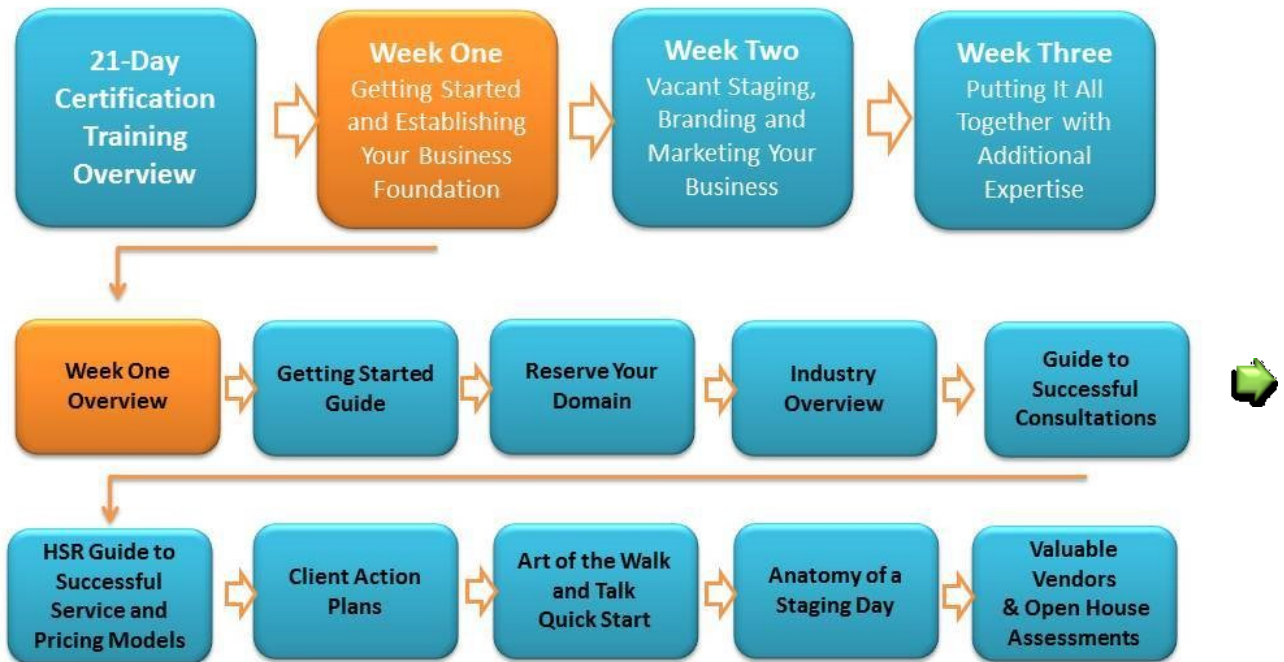 21-Day
Certification
Training
Overview
Week One
Getting Started
and Establishing
Your Business
Foundation
Week Two
Vacant Staging,
Branding and
Marketing Your
Business
Week Three
Putting It All
Together with
Additional
Expertise
Week One
Overview
Getting Started
Guide
Reserve Your
Domain
Industry
Overview
Guide to
Successful
Consultations
HSR Guide to
Successful
Service and
Pricing Models
Client Action
Plans
Art of the Walk
and Talk
Quick Start
Anatomy of a
Staging Day
Valuable
Vendors
& Open House
Assessments